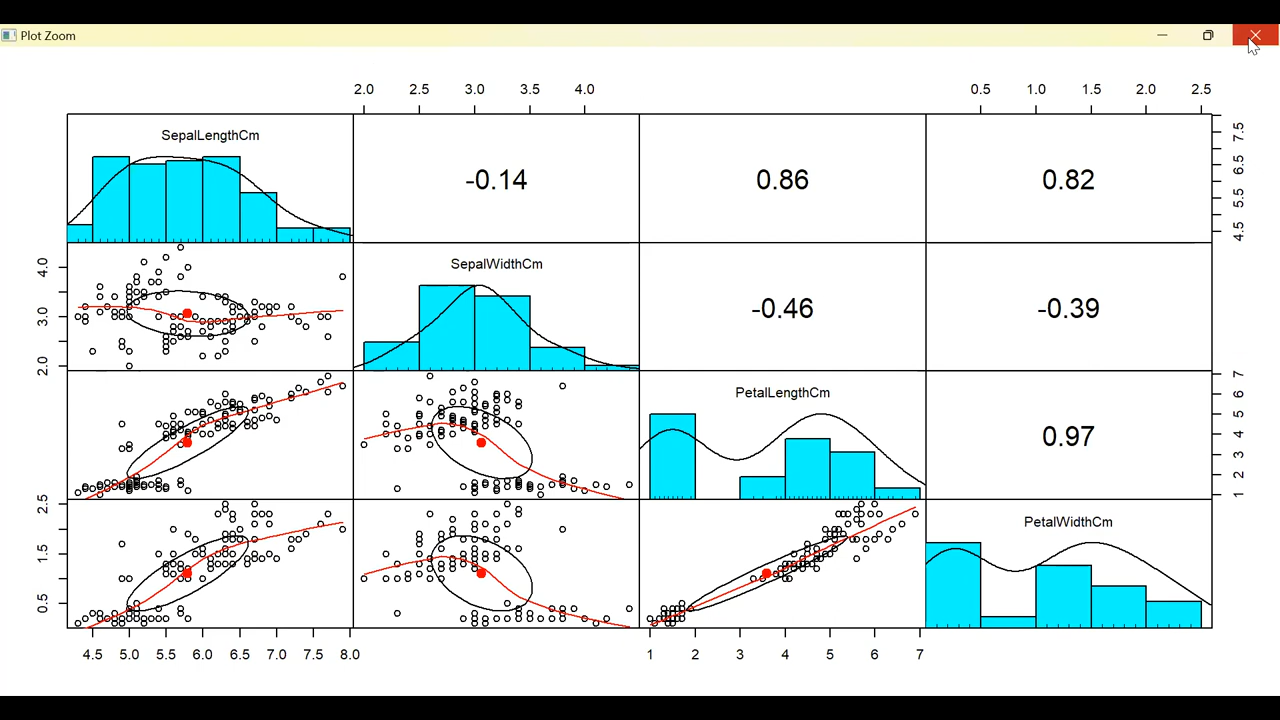 Plot Zoom
2.0 2.5 3.0 3.5 4.0 0.5 1.0 1.5 2.0 2.5
SepalLengthCm -0.14 0.86 0.82
4.5 5.5 6.5 7.5
2.0 3.0 4.0
SepalWidthCm -0.46 -0.39
PetalLengthCm 0.97
1 2 3 4 5 6 7
0.5 1.5 2.5
PetalWidthCm
4.5 5.0 5.5 6.0 6.5 7.0 7.5 8.0 1 2 3 4 5 6 7